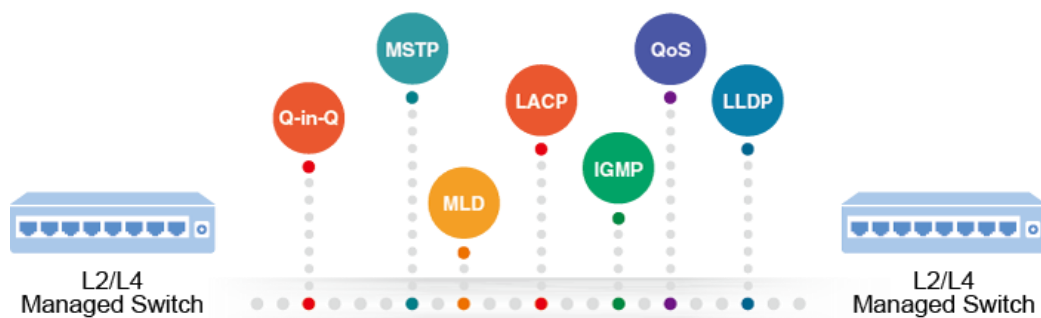 Q-in-Q
MSTP
MLD
LACP
IGMP
QoS
LLDP
L2/L4
Managed Switch
L2/L4
Managed Switch